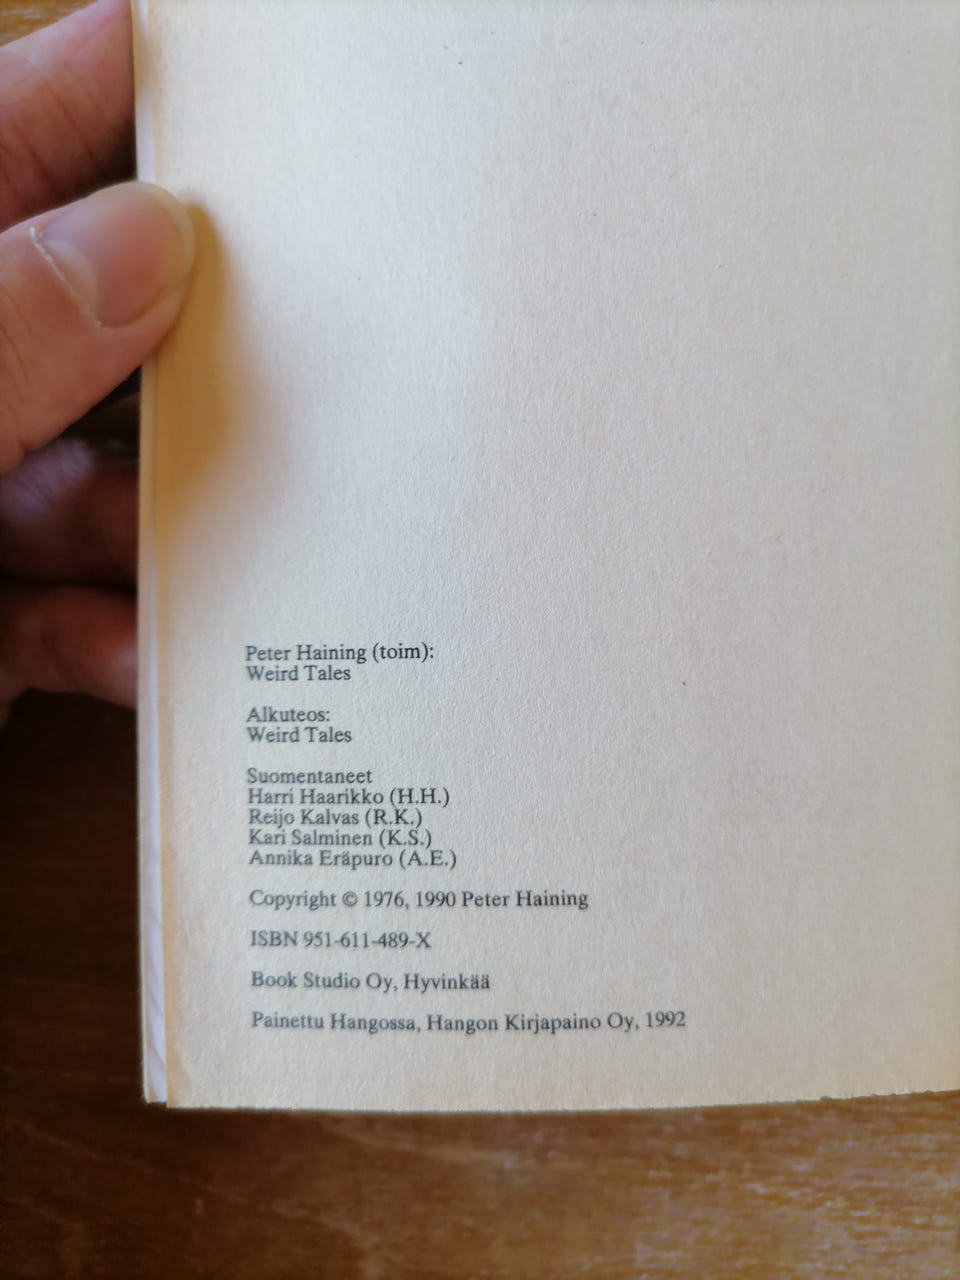 Peter Haining (toim):
Weird Tales
Alkuteos:
Weird Tales
Suomentaneet
Harri Haarikko (H.H.)
Reijo Kalvas (R.K.)
Kari Salminen (K.S.)
Annika Eräpuro (A.E.)
Copyright © 1976, 1990 Peter Haining
ISBN 951-611-489-X
Book Studio Oy, Hyvinkää
Painettu Hangossa, Hangon Kirjapaino Oy, 1992